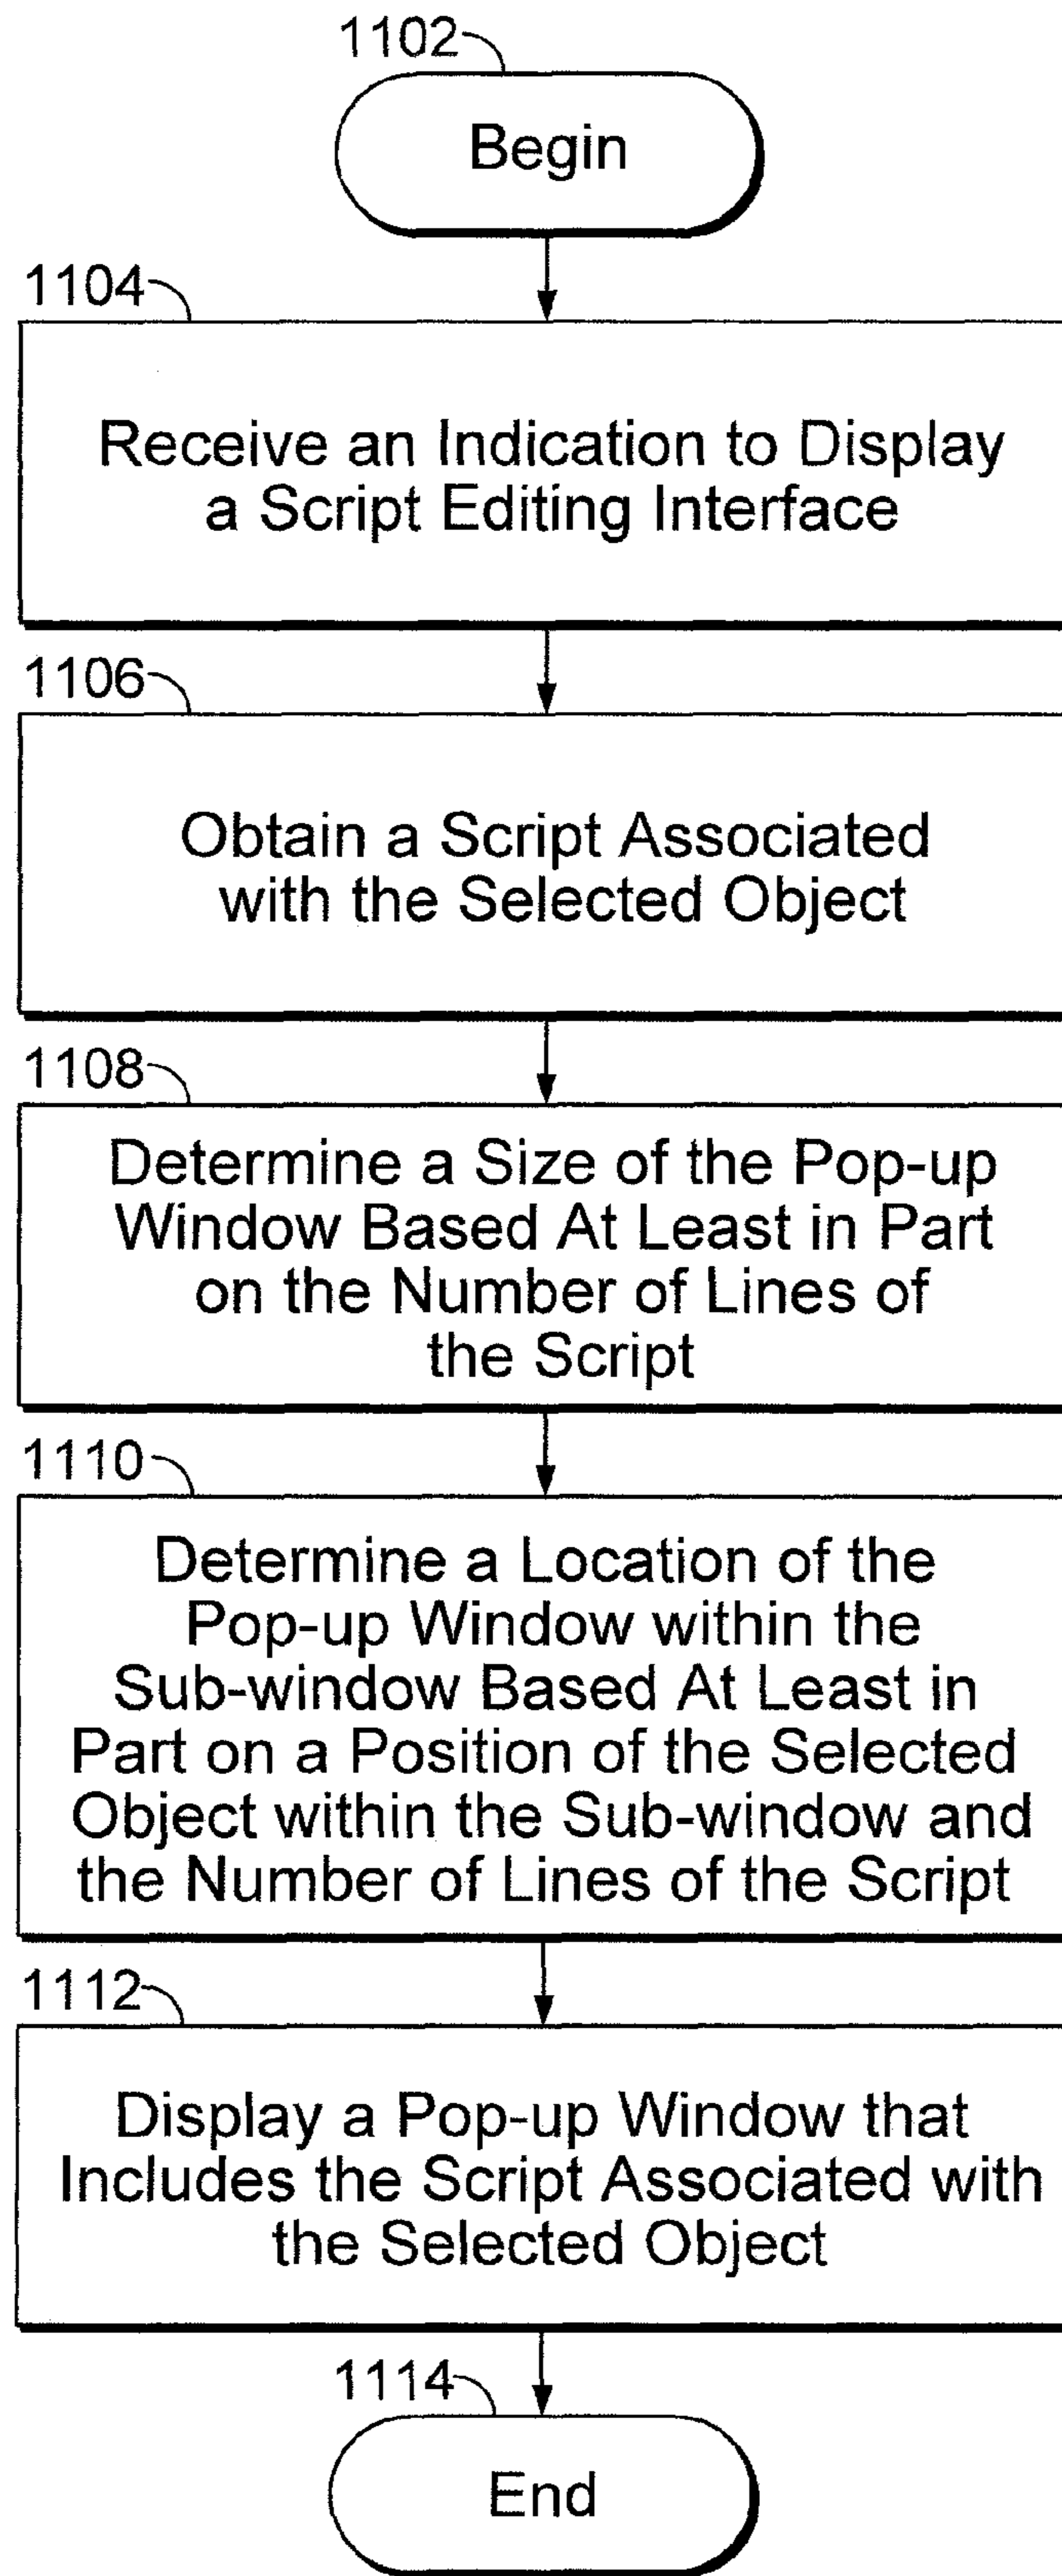 1102
Begin
1104
Receive an Indication to Display
a Script Editing Interface
1106
Obtain a Script Associated
with the Selected Object
1108
Determine a Size of the Pop-up
Window Based At Least in Part
on the Number of Lines of
the Script
1110
Determine a Location of the
Pop-up Window within the
Sub-window Based At Least in
Part on a Position of the Selected
Object within the Sub-window and
the Number of Lines of the Script
1112
Display a Pop-up Window that
Includes the Script Associated with
the Selected Object
1114
End